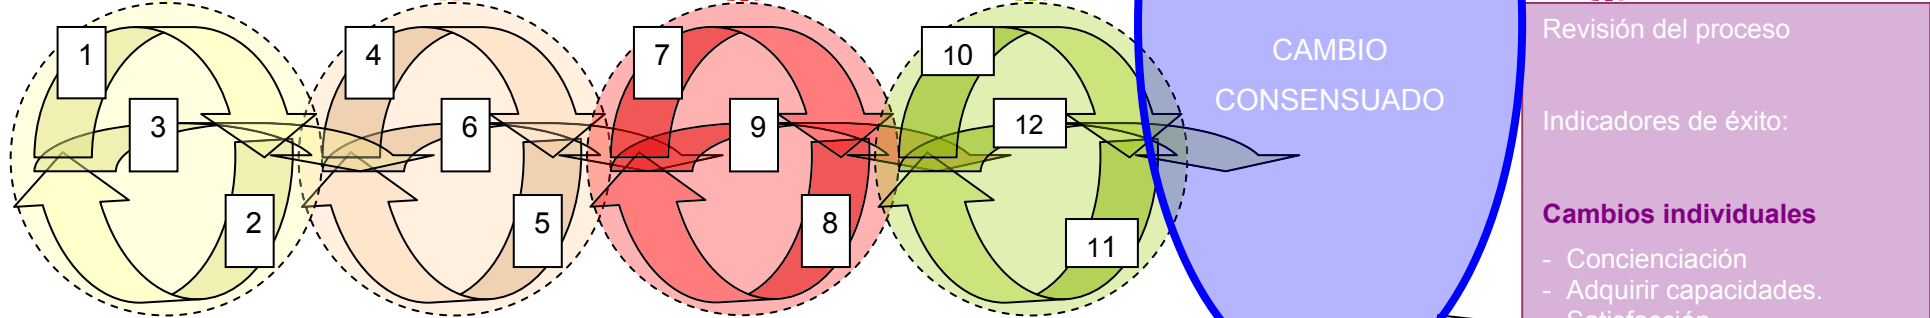 1
4
7
10
3
6
9
12
2
5
8
11
CAMBIO
CONSENSUADO
Revisión del proceso
Indicadores de éxito:
Cambios individuales
- Concienciación
- Adquirir capacidades.